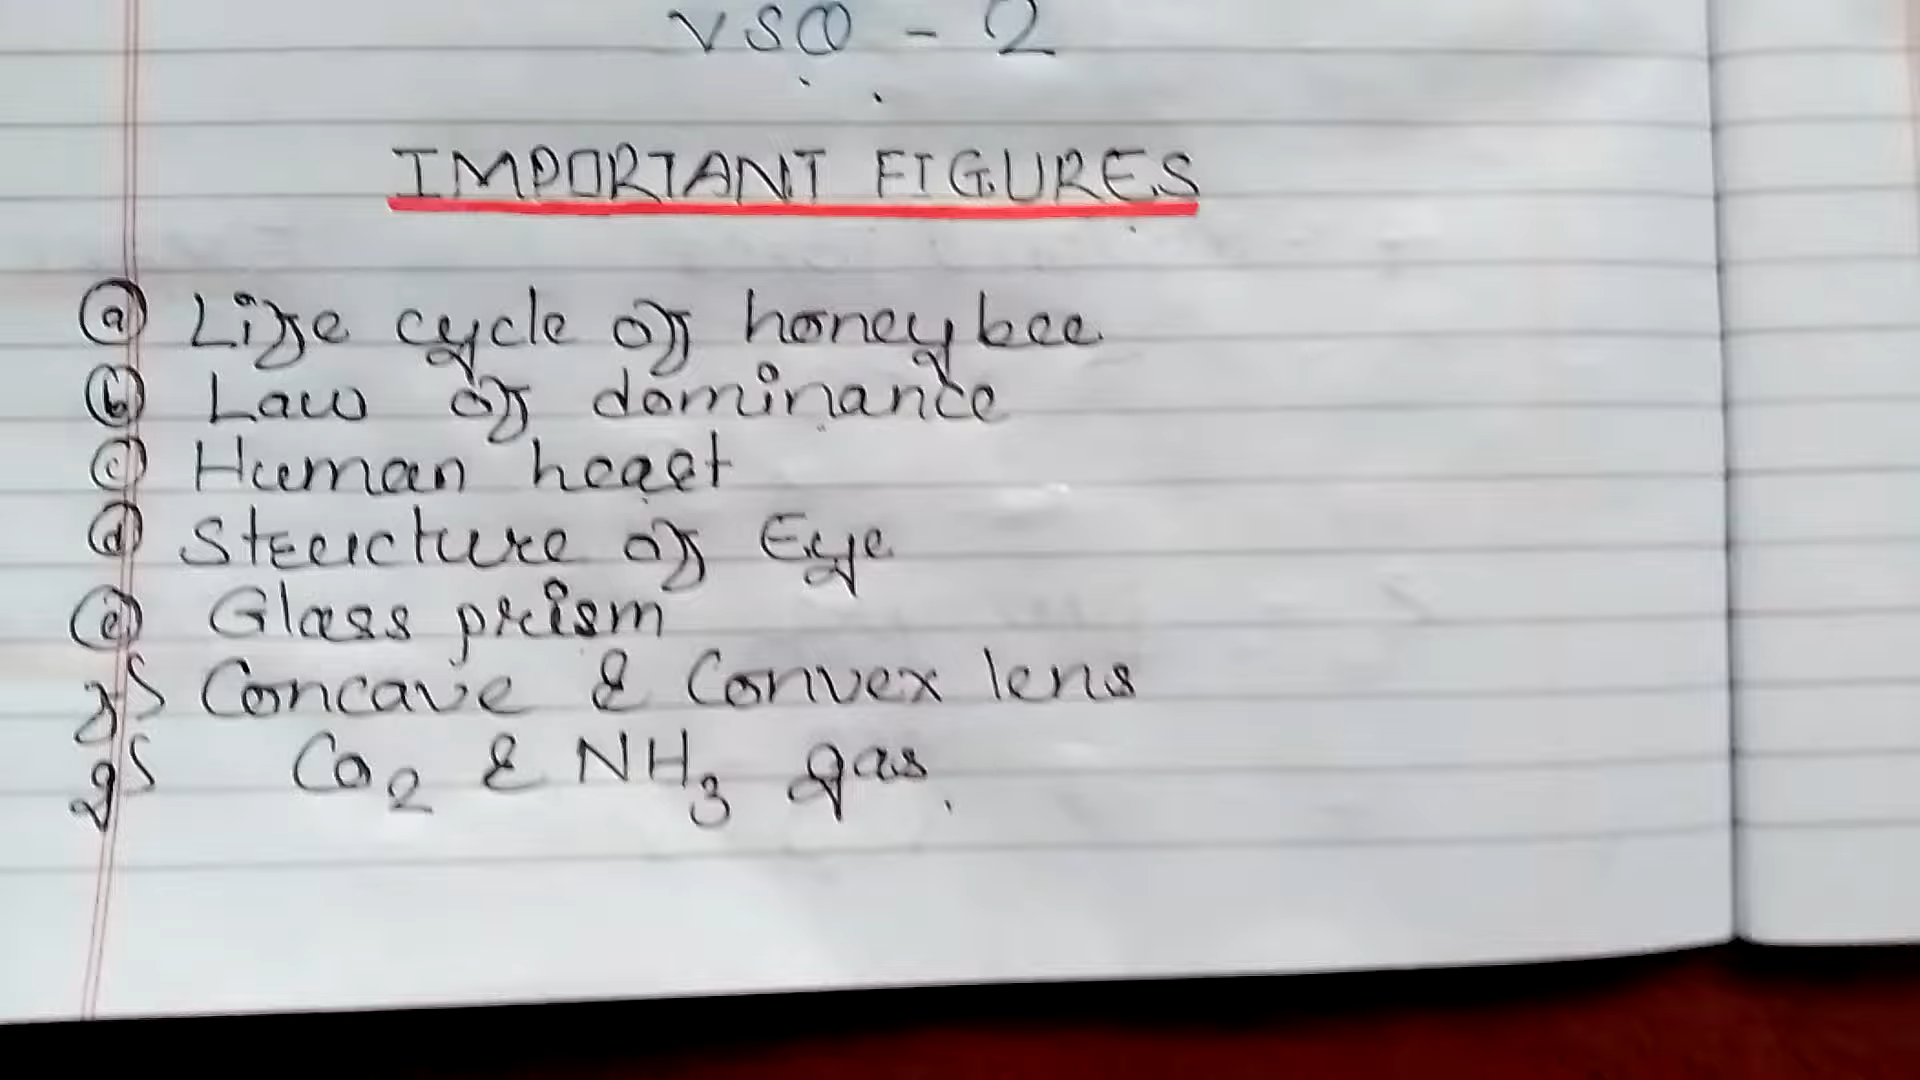 VSQ - 2
IMPORTANT FIGURES
a Life cycle of honeybee.
b Law of dominance
c Human heart
d Structure of Eye
e Glass prism
f) Concave & Convex lens
g) Co2 & NH3 gas.